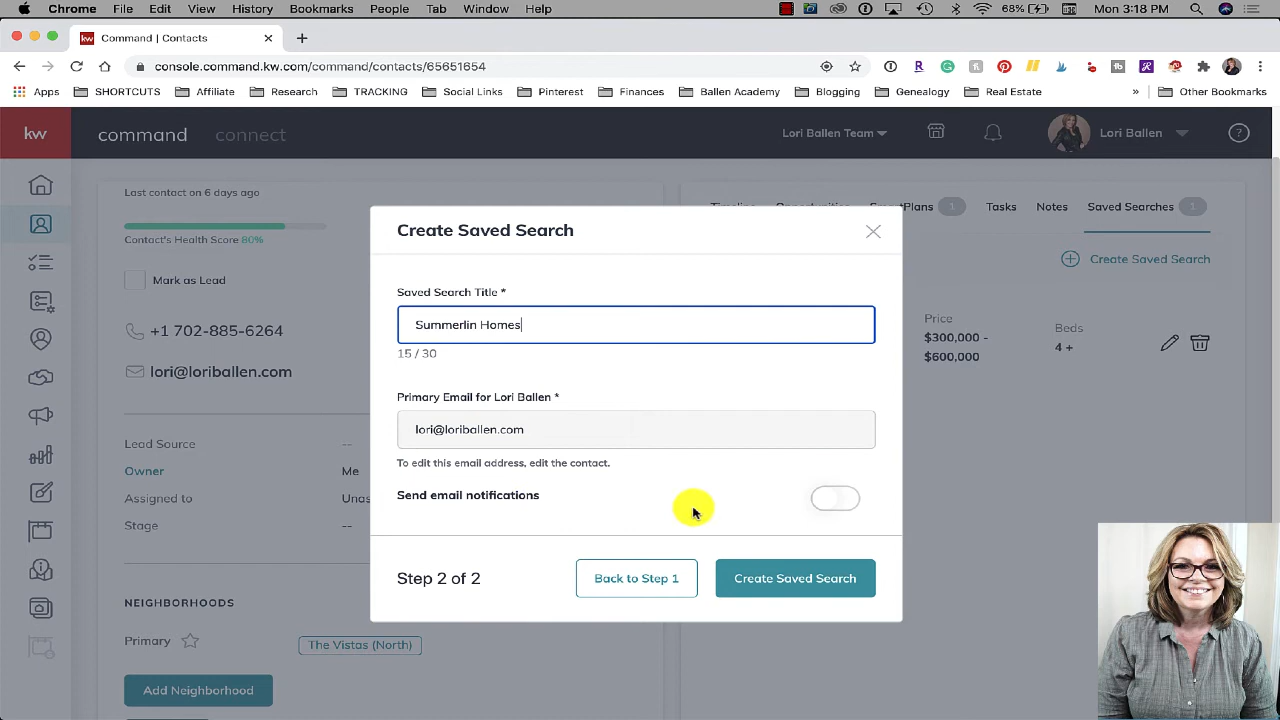 Chrome File Edit View History Bookmarks People Tab Window Help 68% Mon 3:18 PM
kw Command | Contacts
console.command.kw.com/command/contacts/65651654
Apps SHORTCUTS Affiliate Research TRACKING Social Links Pinterest Finances Ballen Academy Blogging Genealogy Real Estate » Other Bookmarks
kw command connect Lori Ballen Team Lori Ballen ?
Last contact on 6 days ago
Contact's Health Score 80%
Mark as Lead
+1 702-885-6264
lori@loriballen.com
Lead Source --
Owner Me
Assigned to Unas
Stage --
NEIGHBORHOODS
Primary The Vistas (North)
Add Neighborhood
Create Saved Search
Saved Search Title *
Summerlin Homes
15 / 30
Primary Email for Lori Ballen *
lori@loriballen.com
To edit this email address, edit the contact.
Send email notifications
Step 2 of 2 Back to Step 1 Create Saved Search
Timeline Opportunities SmartPlans 1 Tasks Notes Saved Searches 1
Create Saved Search
Price Beds
$300,000 - 4 +
$600,000